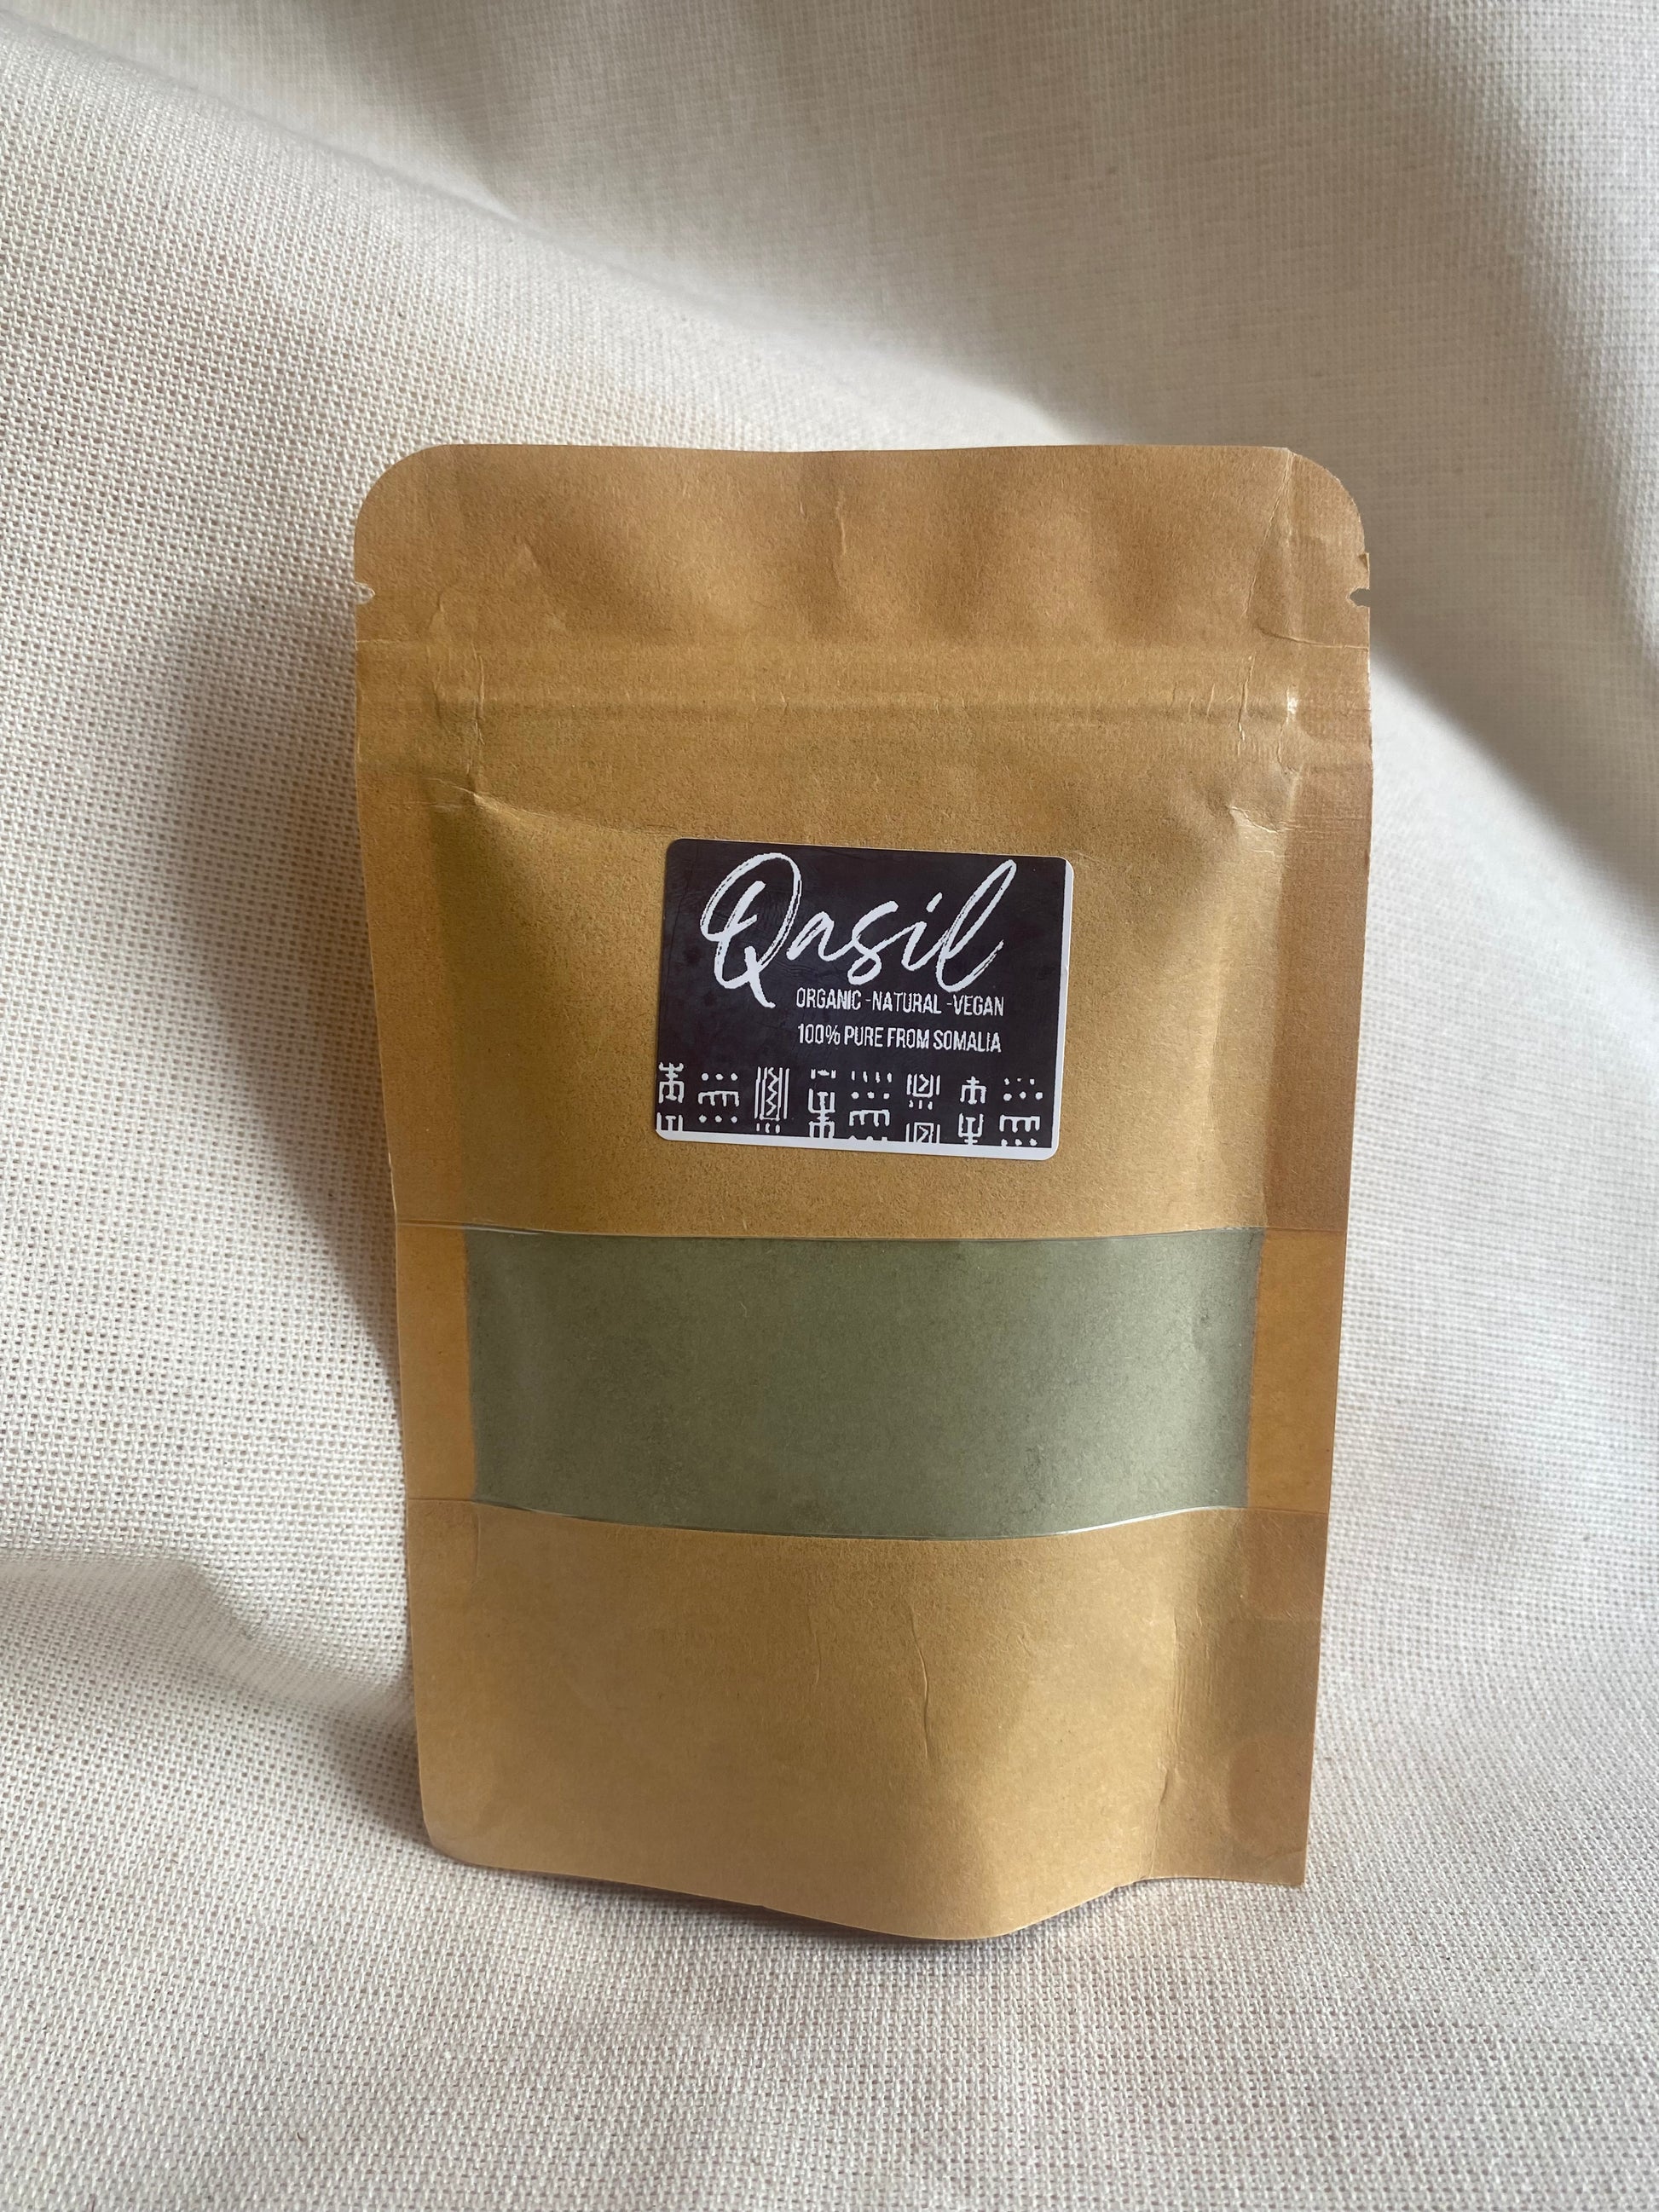 Qasil
ORGANIC -NATURAL -VEGAN
100% PURE FROM SOMALIA